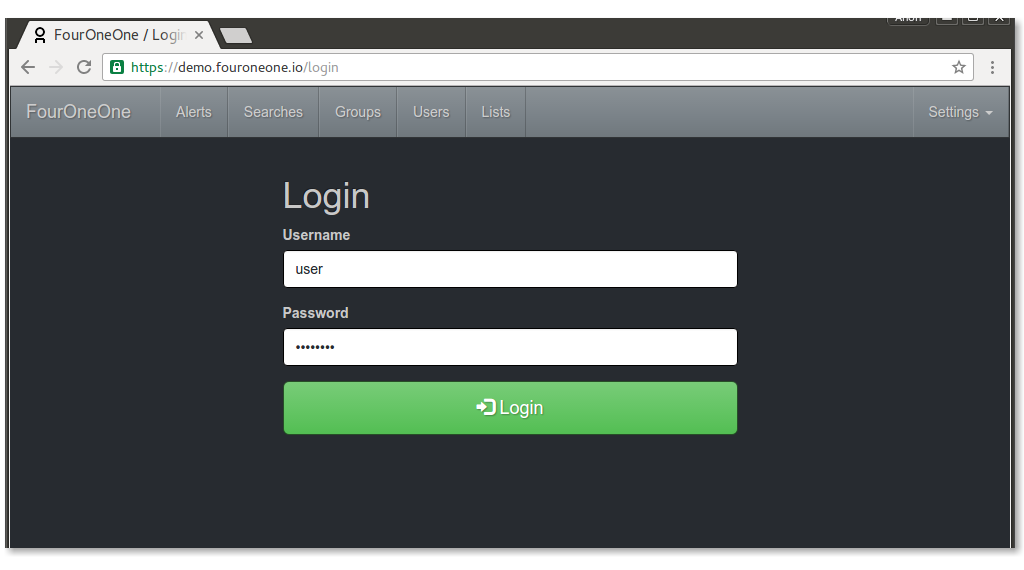 Anon
FourOneOne / Login
https://demo.fouroneone.io/login
FourOneOne Alerts Searches Groups Users Lists Settings
Login
Username
user
Password
••••••••
Login